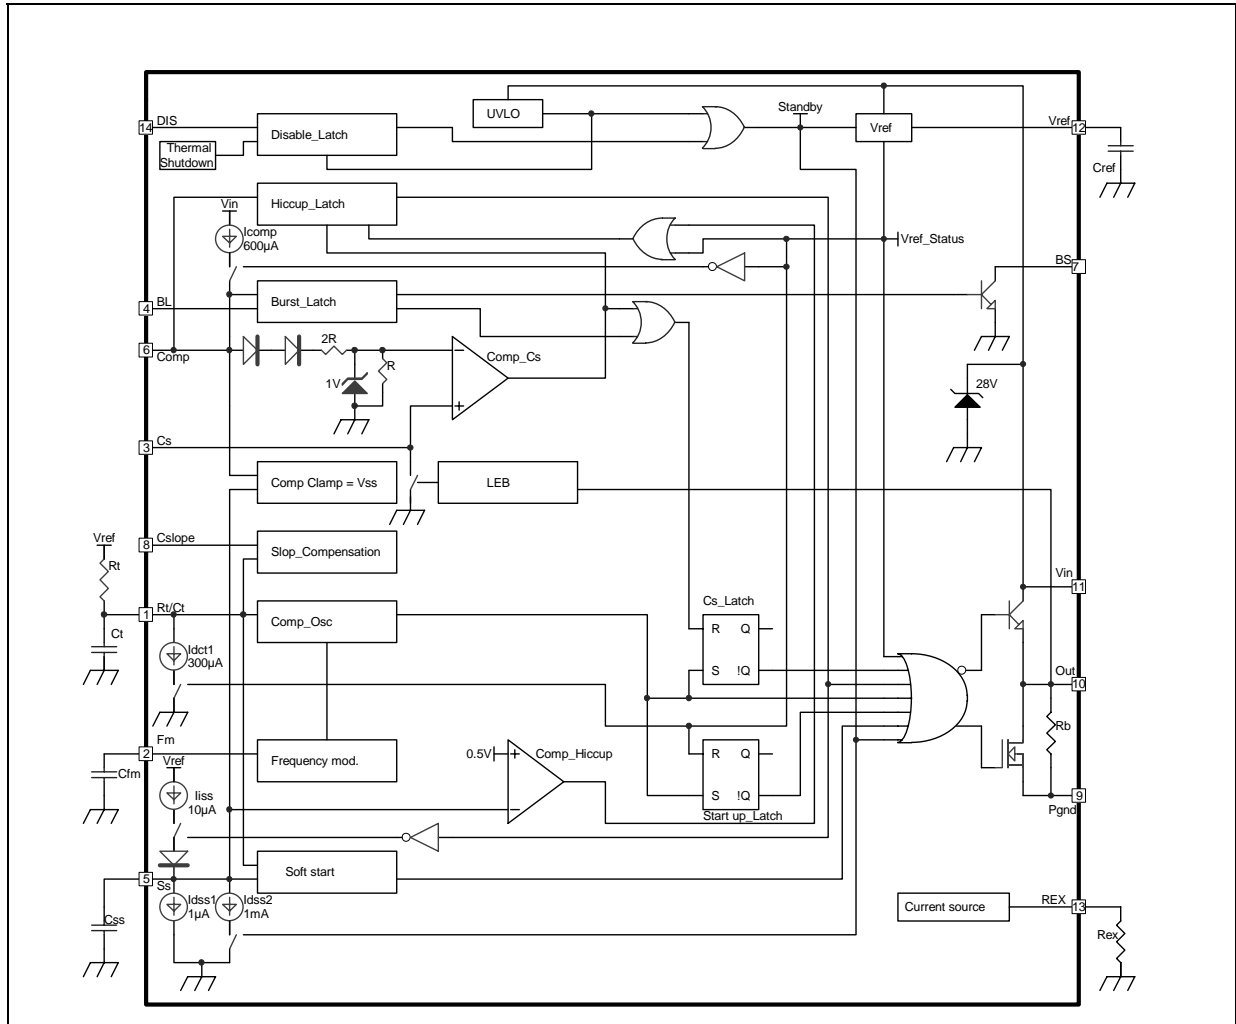 UVLO
Standby
14
DIS
Disable_Latch
Thermal
Shutdown
Vref
Vref
12
Cref
Vin
Hiccup_Latch
Icomp
600µA
Vref_Status
BS
7
4
BL
Burst_Latch
6
Comp
2R
R
1V
Comp_Cs
28V
3
Cs
Comp Clamp = Vss
LEB
Vref
Rt
8
Cslope
Slop_Compensation
Vin
11
1
Rt/Ct
Ct
Comp_Osc
Cs_Latch
R
Q
S
!Q
Idct1
300µA
Out
10
Rb
2
Fm
Cfm
Frequency mod.
Vref
0.5V
Comp_Hiccup
R
Q
S
!Q
Start up_Latch
Iiss
10µA
9
Pgnd
5
Ss
Soft start
Css
Idss1
1µA
Idss2
1mA
Current source
REX
13
Rex